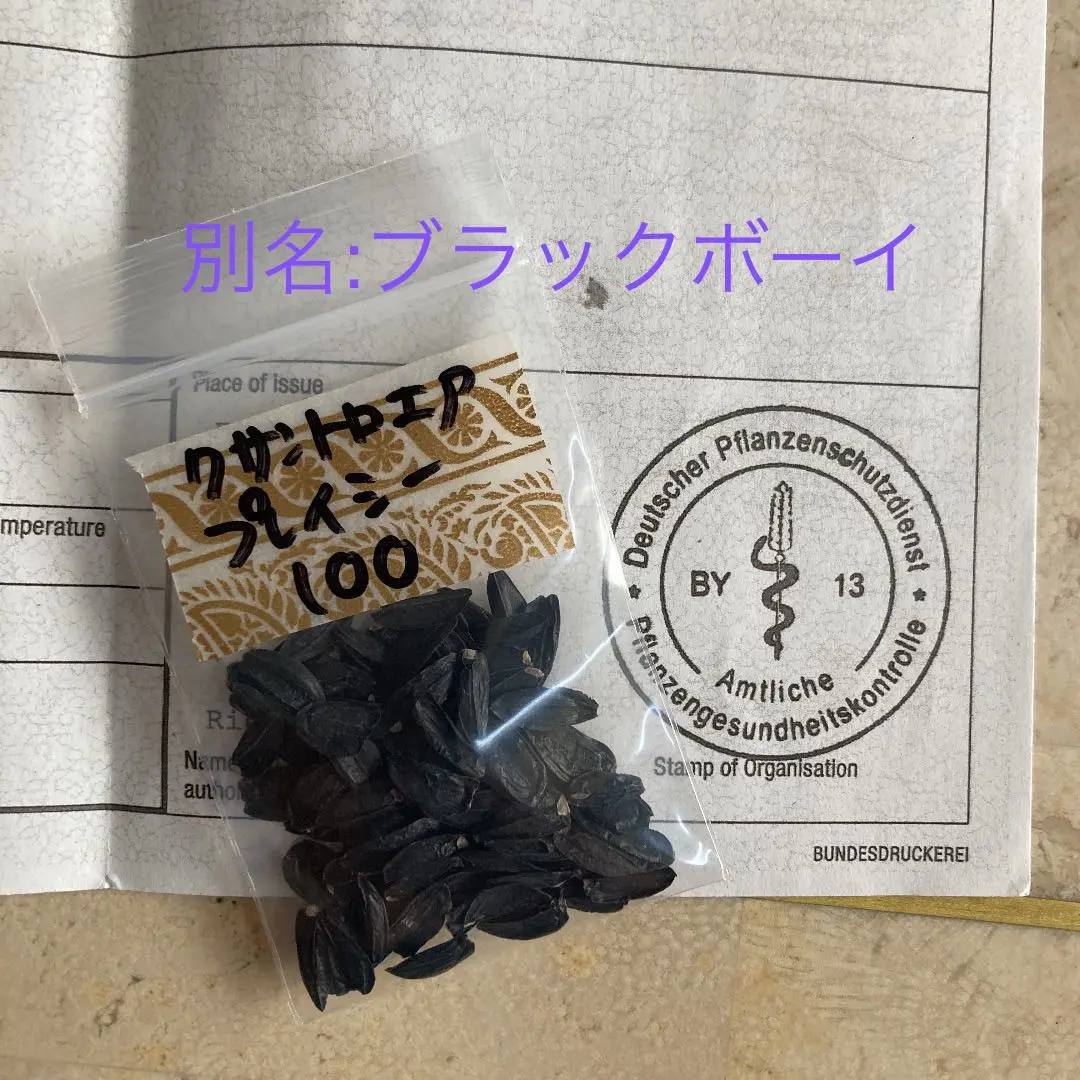 別名:ブラックボーイ
Place of issue
クサントロエア
プレイシー
100
mperature
Deutscher Pflanzenschutzdienst
BY 13
Amtliche
Pflanzengesundheitskontrolle
Name
Stamp of Organisation
BUNDESDRUCKEREI